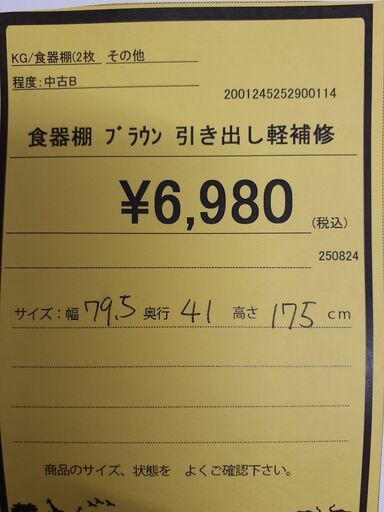 KG/食器棚(2枚 その他
程度:中古B
2001245252900114
食器棚 ﾌﾞﾗｳﾝ 引き出し軽補修
¥6,980
(税込)
250824
サイズ:幅 79.5 奥行 41 高さ 175 cm
商品のサイズ、状態を よくご確認下さい。